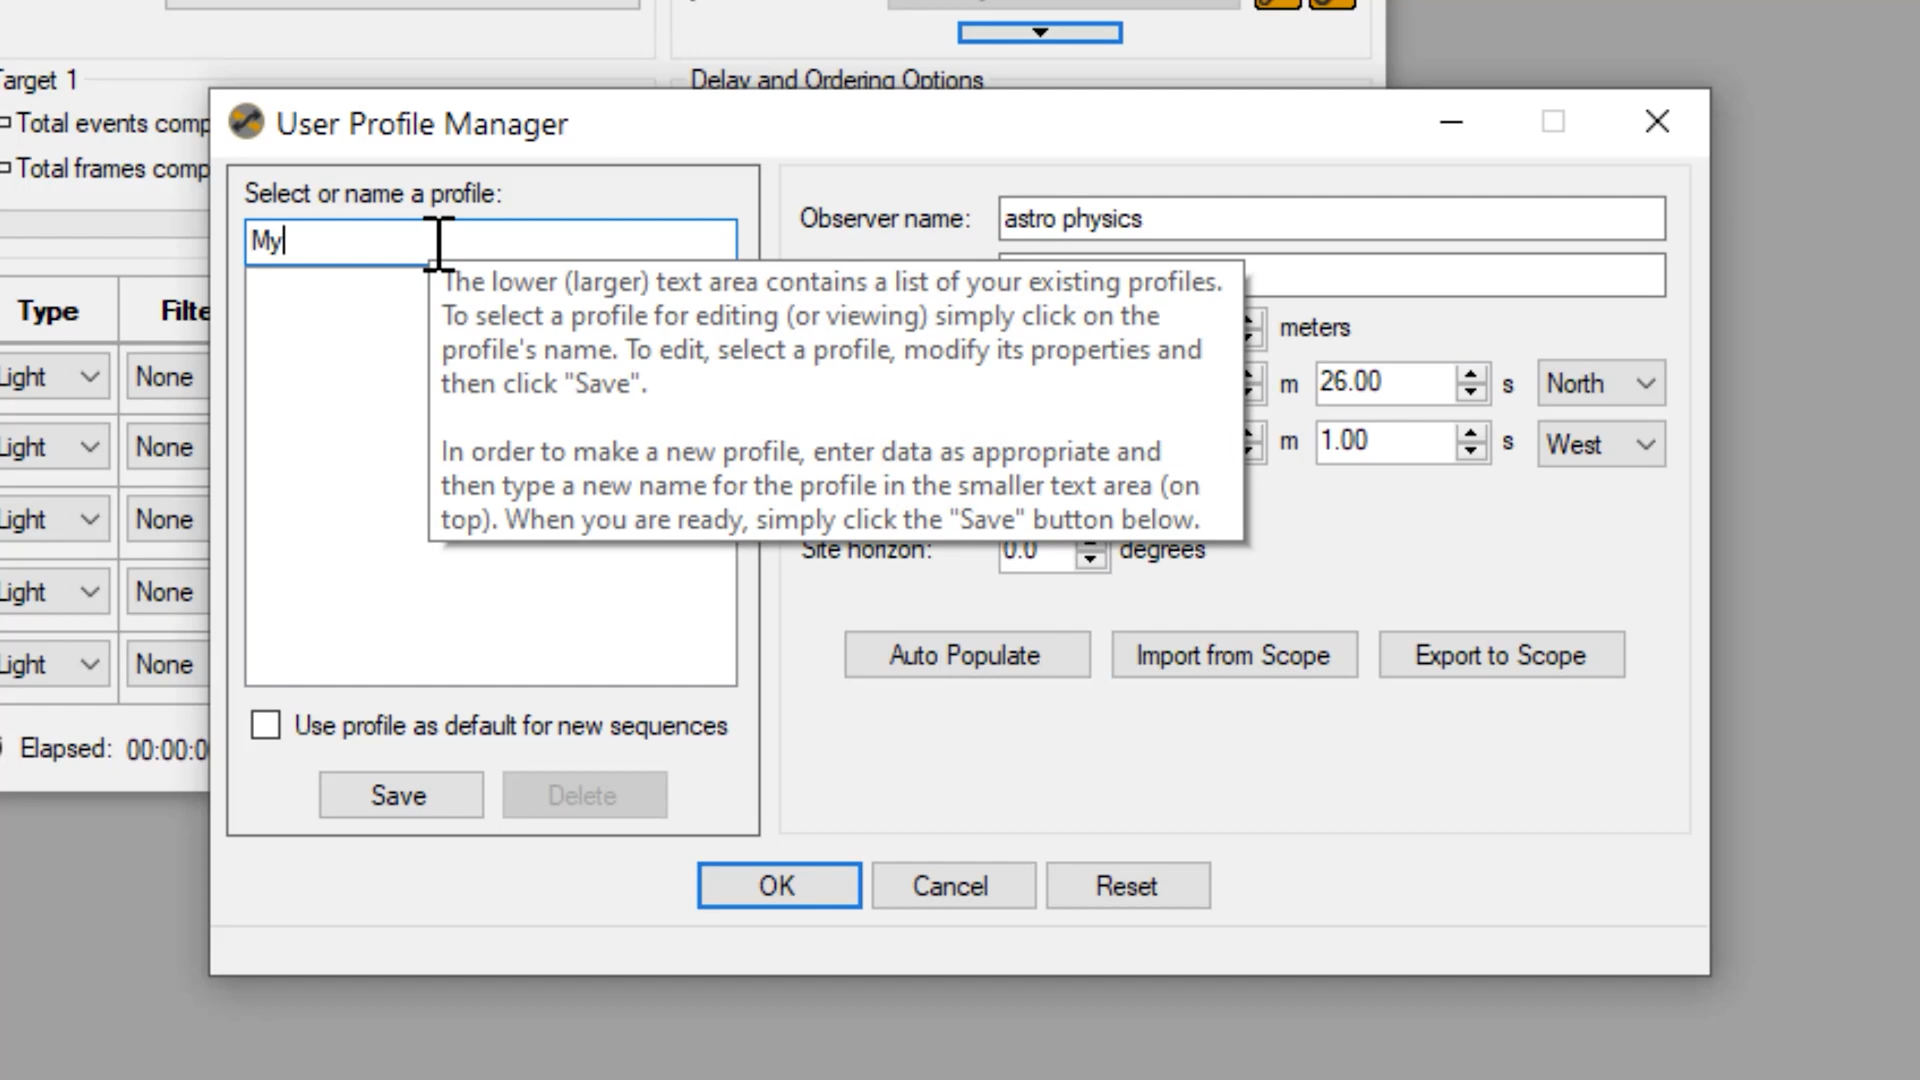 Target 1
Delay and Ordering Options
Total events comp
Total frames comp
Type
Filte
Light
None
Light
None
Light
None
Light
None
Light
None
Elapsed: 00:00:0
User Profile Manager
Select or name a profile:
My
The lower (larger) text area contains a list of your existing profiles.
To select a profile for editing (or viewing) simply click on the
profile's name. To edit, select a profile, modify its properties and
then click "Save".
In order to make a new profile, enter data as appropriate and
then type a new name for the profile in the smaller text area (on
top). When you are ready, simply click the "Save" button below.
Use profile as default for new sequences
Save
Delete
Observer name: astro physics
meters
m 26.00 s North
m 1.00 s West
Site horizon: 0.0 degrees
Auto Populate
Import from Scope
Export to Scope
OK
Cancel
Reset